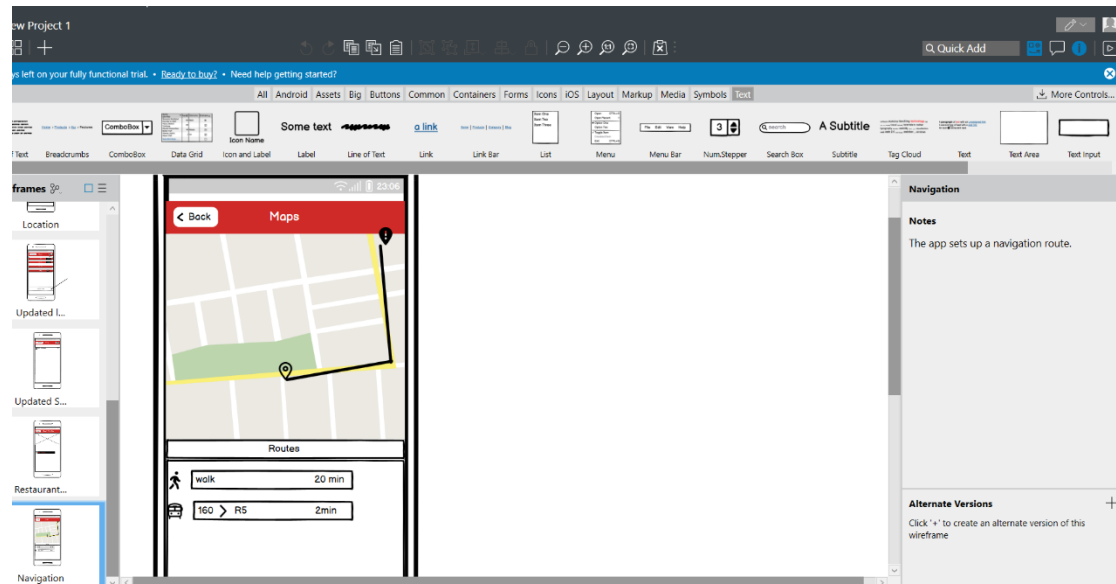 ew Project 1
Quick Add
ys left on your fully functional trial. • Ready to buy? • Need help getting started?
All Android Assets Big Buttons Common Containers Forms Icons iOS Layout Markup Media Symbols Text
More Controls...
ComboBox
Icon Name
Some text
a link
File Edit View Help
3
search
A Subtitle
f Text Breadcrumbs ComboBox Data Grid Icon and Label Label Line of Text Link Link Bar List Menu Menu Bar Num.Stepper Search Box Subtitle Tag Cloud Text Text Area Text Input
frames
Location
Updated l...
Updated S...
Restaurant...
Navigation
23:06
Back
Maps
Routes
walk 20 min
160 > R5 2min
Navigation
Notes
The app sets up a navigation route.
Alternate Versions
Click '+' to create an alternate version of this
wireframe